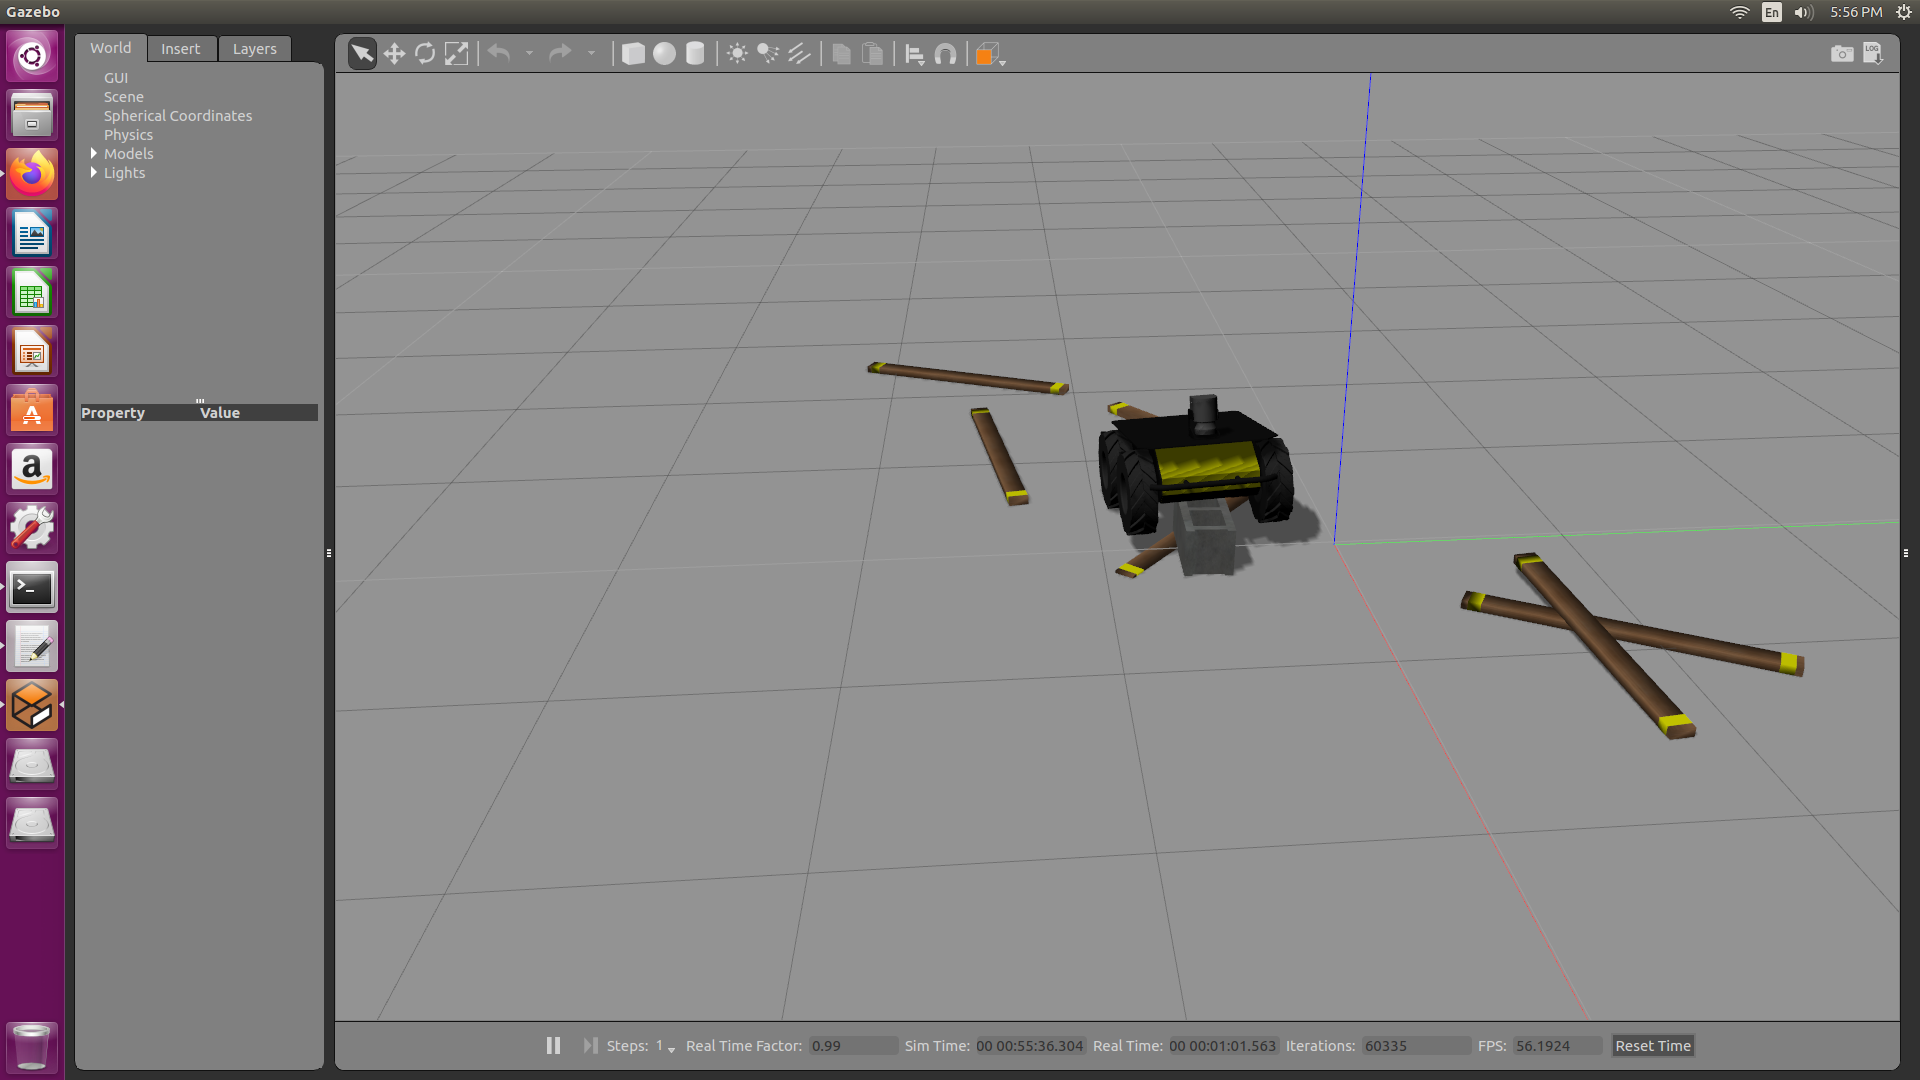 Gazebo
En
5:56 PM
World Insert Layers
LOG
GUI
Scene
Spherical Coordinates
Physics
Models
Lights
Property Value
Steps: 1 Real Time Factor: 0.99 Sim Time: 00 00:55:36.304 Real Time: 00 00:01:01.563 Iterations: 60335 FPS: 56.1924 Reset Time